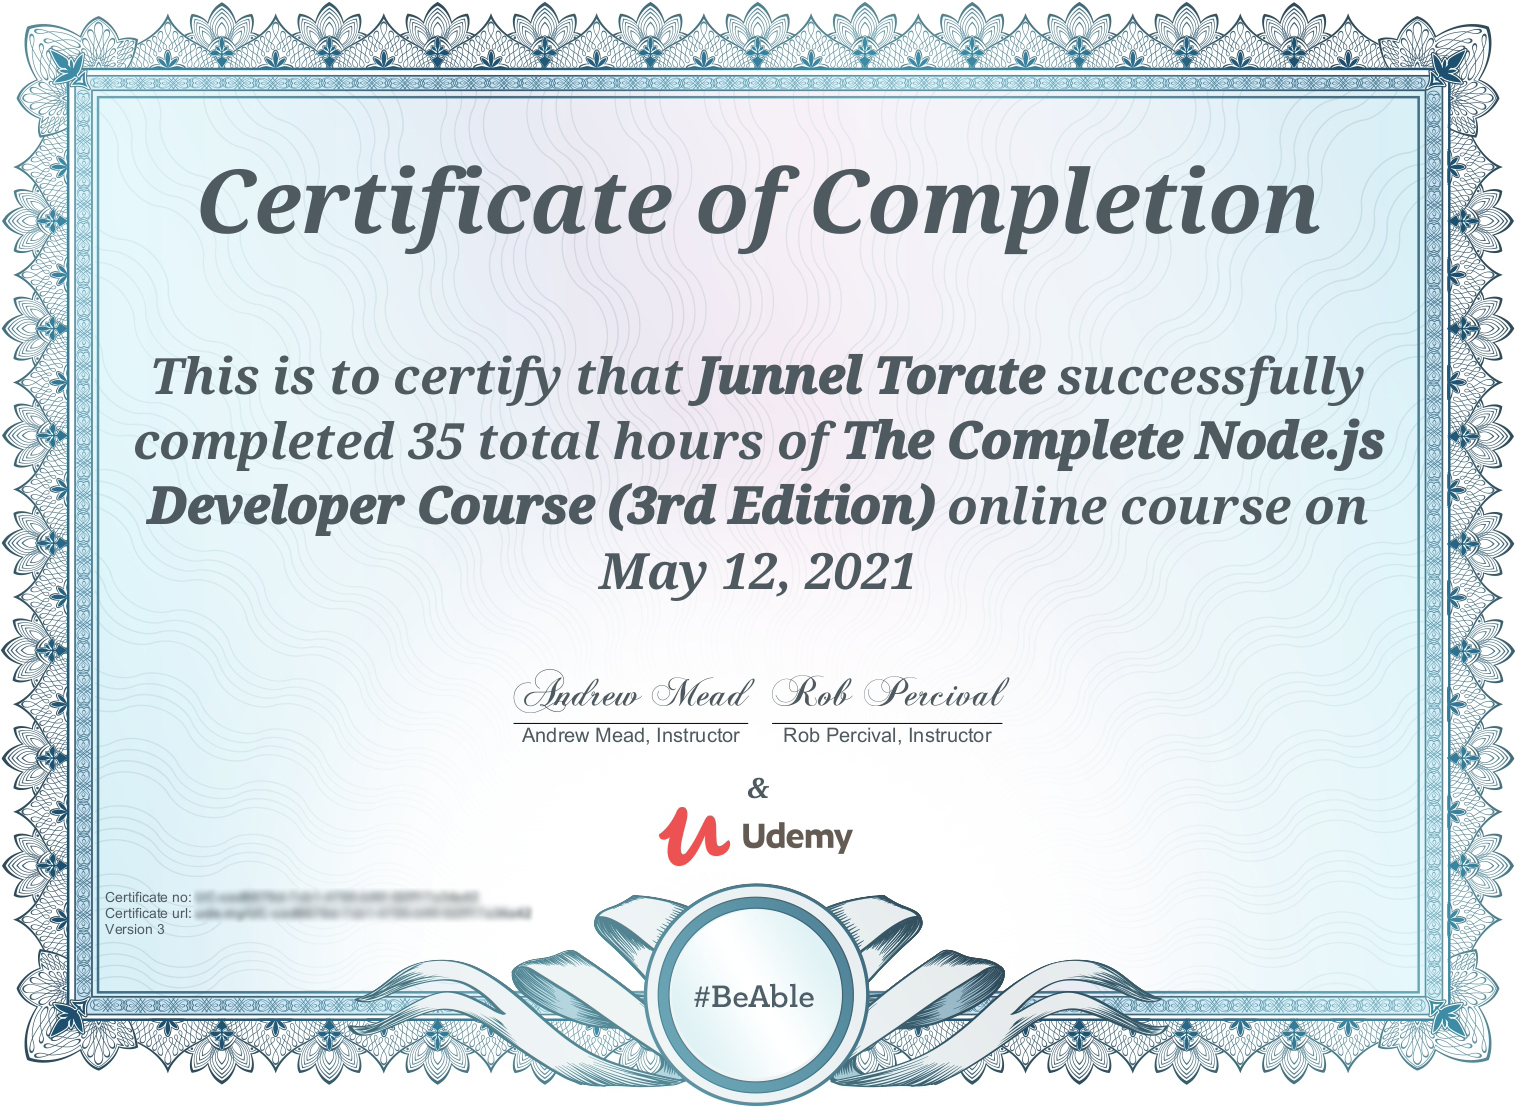 Certificate of Completion
This is to certify that Junnel Torate successfully
completed 35 total hours of The Complete Node.js
Developer Course (3rd Edition) online course on
May 12, 2021
Andrew Mead Rob Percival
Andrew Mead, Instructor Rob Percival, Instructor
&
Udemy
Certificate no:
Certificate url:
Version 3
#BeAble